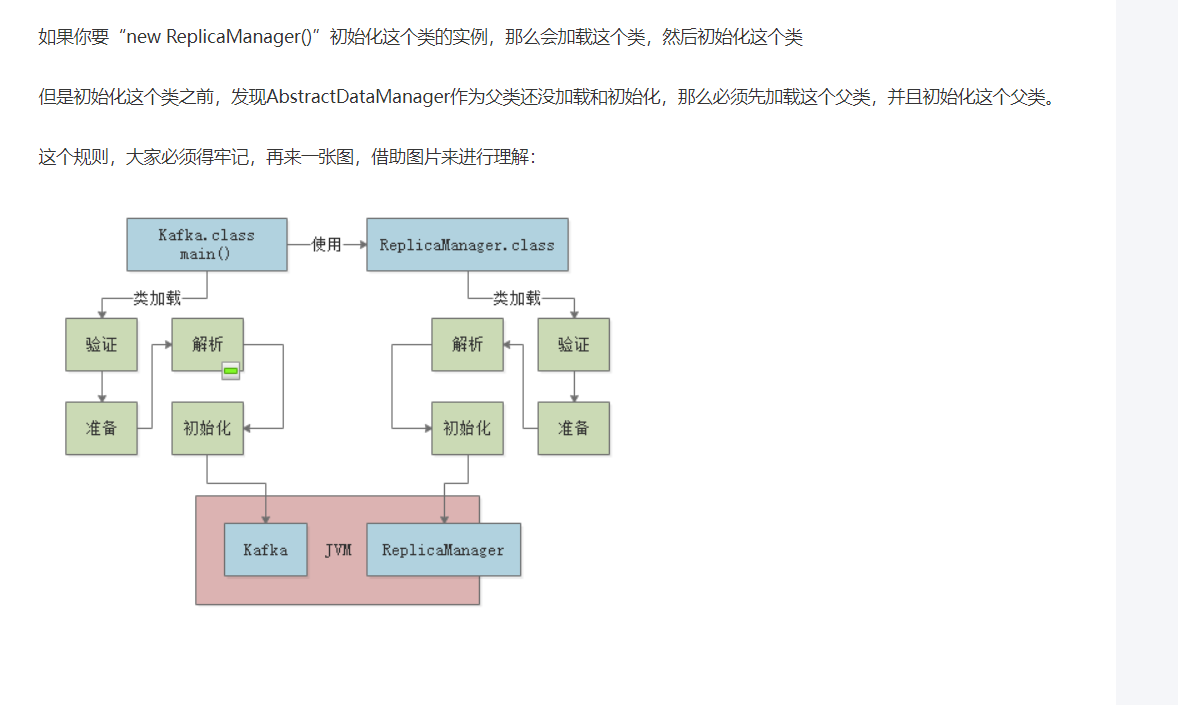 如果你要“new ReplicaManager()”初始化这个类的实例，那么会加载这个类，然后初始化这个类
但是初始化这个类之前，发现AbstractDataManager作为父类还没加载和初始化，那么必须先加载这个父类，并且初始化这个父类。
这个规则，大家必须得牢记，再来一张图，借助图片来进行理解：
Kafka.class
main()
使用
ReplicaManager.class
类加载
类加载
验证
解析
解析
验证
准备
初始化
初始化
准备
Kafka
JVM
ReplicaManager